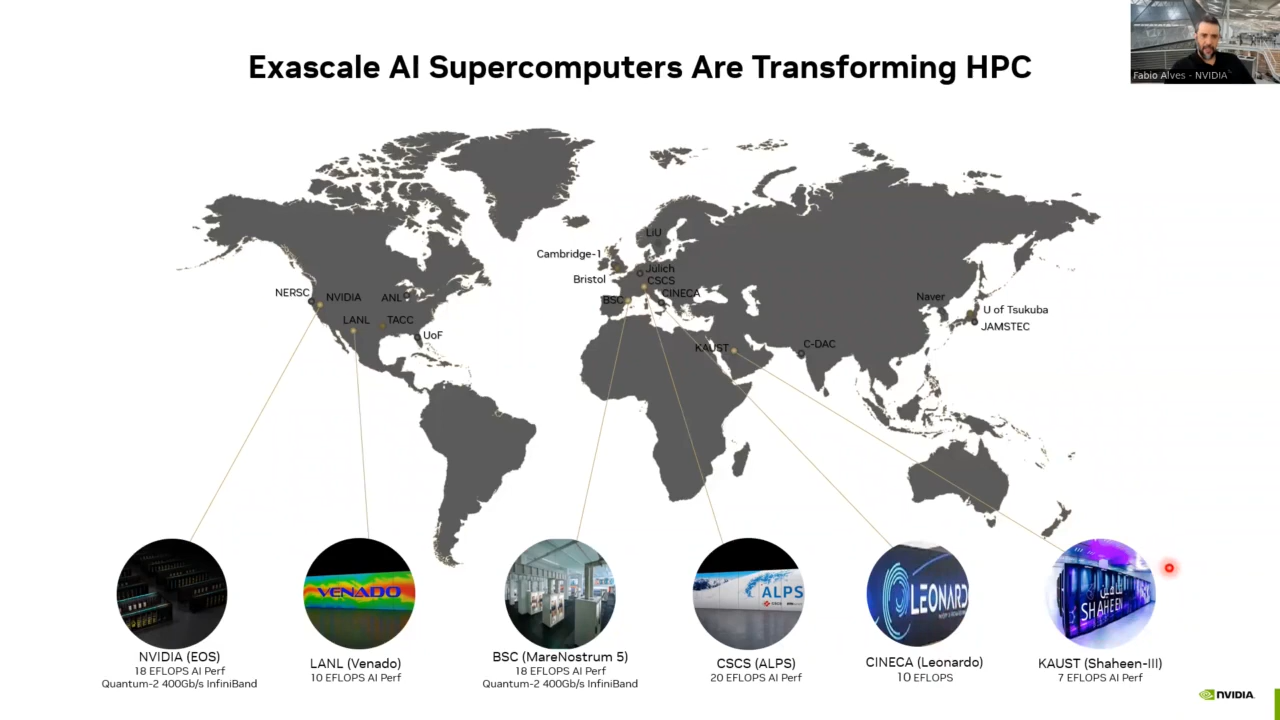 Exascale AI Supercomputers Are Transforming HPC
Fabio Alves - NVIDIA
LiU
Cambridge-1
Jülich
Bristol
CSCS
CINECA
BSC
NERSC
NVIDIA
ANL
LANL
TACC
UoF
Naver
U of Tsukuba
JAMSTEC
KAUST
C-DAC
VENADO
ALPS
CSCS
LEONARD
SHAHEEN
NVIDIA (EOS)
18 EFLOPS AI Perf
Quantum-2 400Gb/s InfiniBand
LANL (Venado)
10 EFLOPS AI Perf
BSC (MareNostrum 5)
18 EFLOPS AI Perf
Quantum-2 400Gb/s InfiniBand
CSCS (ALPS)
20 EFLOPS AI Perf
CINECA (Leonardo)
10 EFLOPS
KAUST (Shaheen-III)
7 EFLOPS AI Perf
NVIDIA.